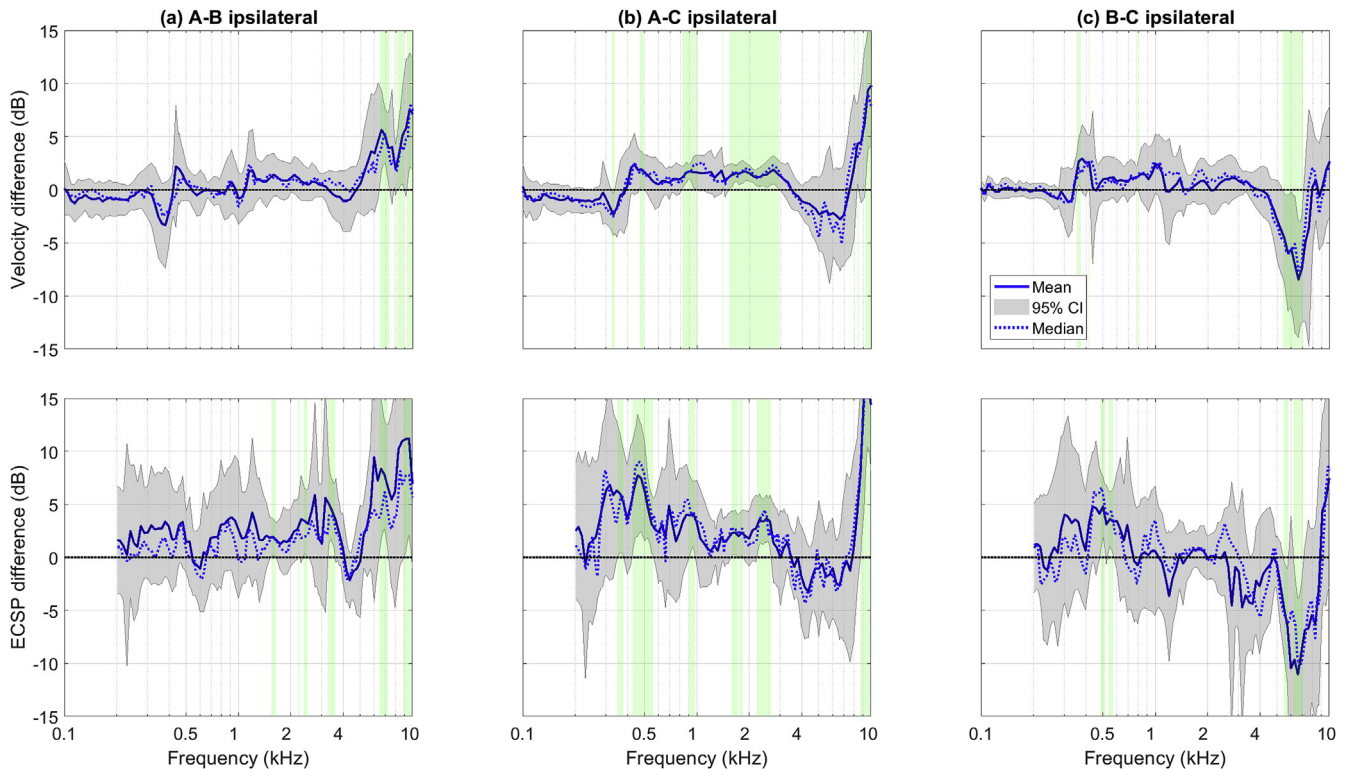 (a) A-B ipsilateral
(b) A-C ipsilateral
(c) B-C ipsilateral
Velocity difference (dB)
15
10
5
0
-5
-10
-15
Mean
95% CI
Median
ECSP difference (dB)
15
10
5
0
-5
-10
-15
0.1 0.5 1 2 4 10
0.1 0.5 1 2 4 10
0.1 0.5 1 2 4 10
Frequency (kHz)
Frequency (kHz)
Frequency (kHz)